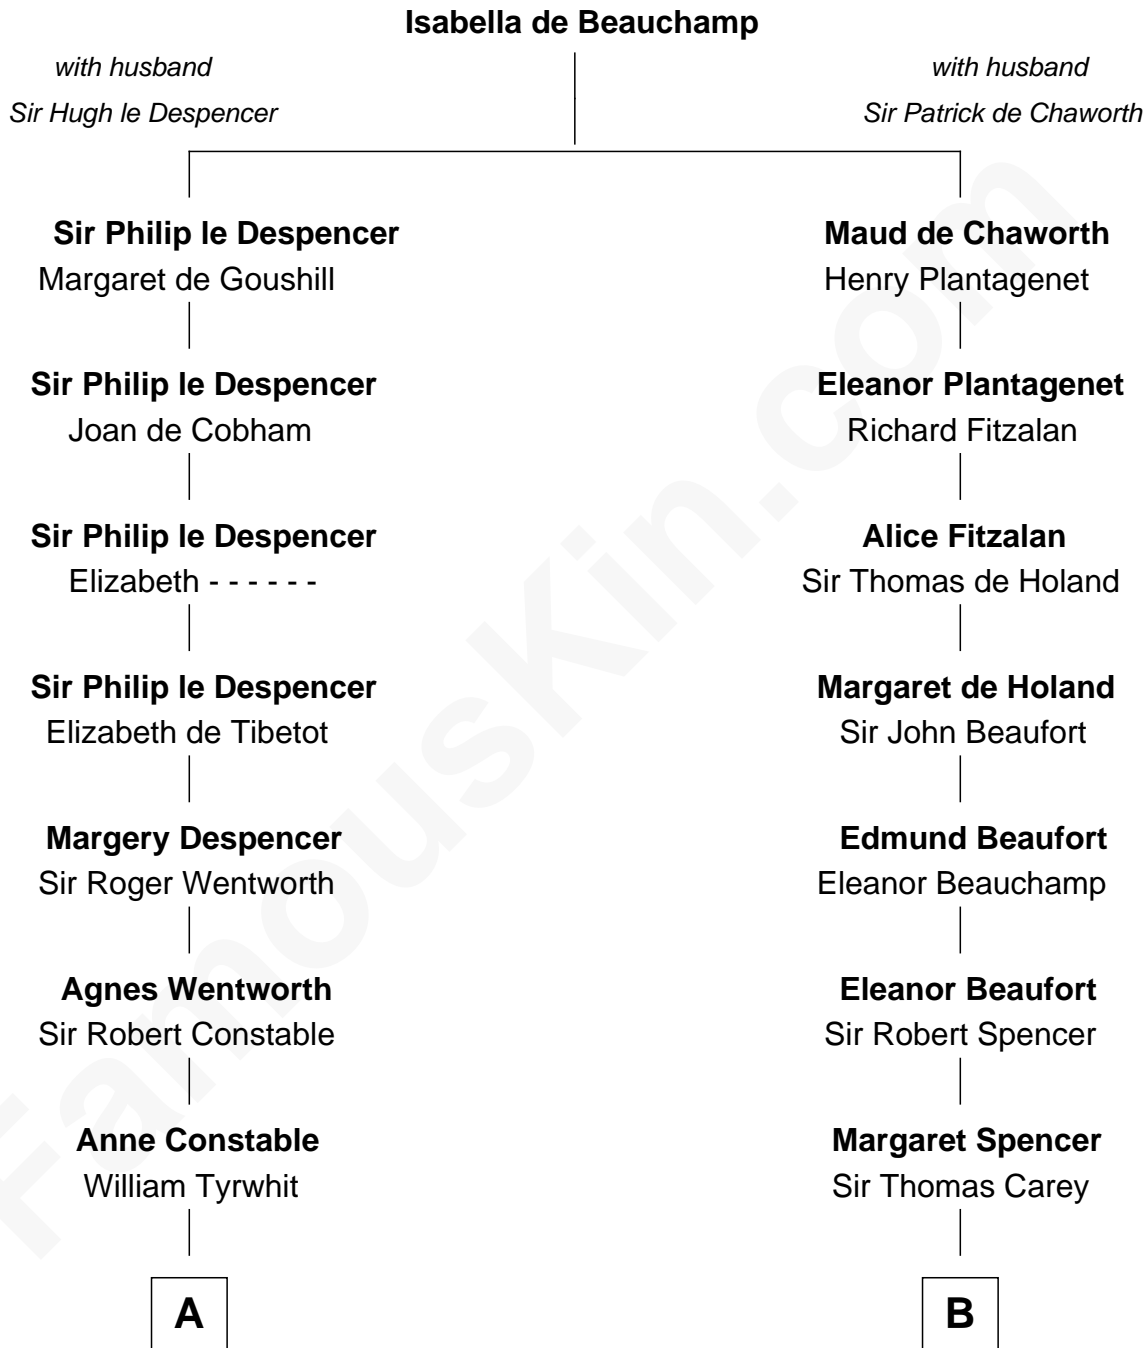 Isabella de Beauchamp
with husband
Sir Hugh le Despencer
with husband
Sir Patrick de Chaworth
Sir Philip le Despencer
Margaret de Goushill
Maud de Chaworth
Henry Plantagenet
Sir Philip le Despencer
Joan de Cobham
Eleanor Plantagenet
Richard Fitzalan
Sir Philip le Despencer
Elizabeth - - - - - -
Alice Fitzalan
Sir Thomas de Holand
Sir Philip le Despencer
Elizabeth de Tibetot
Margaret de Holand
Sir John Beaufort
Margery Despencer
Sir Roger Wentworth
Edmund Beaufort
Eleanor Beauchamp
Agnes Wentworth
Sir Robert Constable
Eleanor Beaufort
Sir Robert Spencer
Anne Constable
William Tyrwhit
Margaret Spencer
Sir Thomas Carey
A
B
FamousKin.com